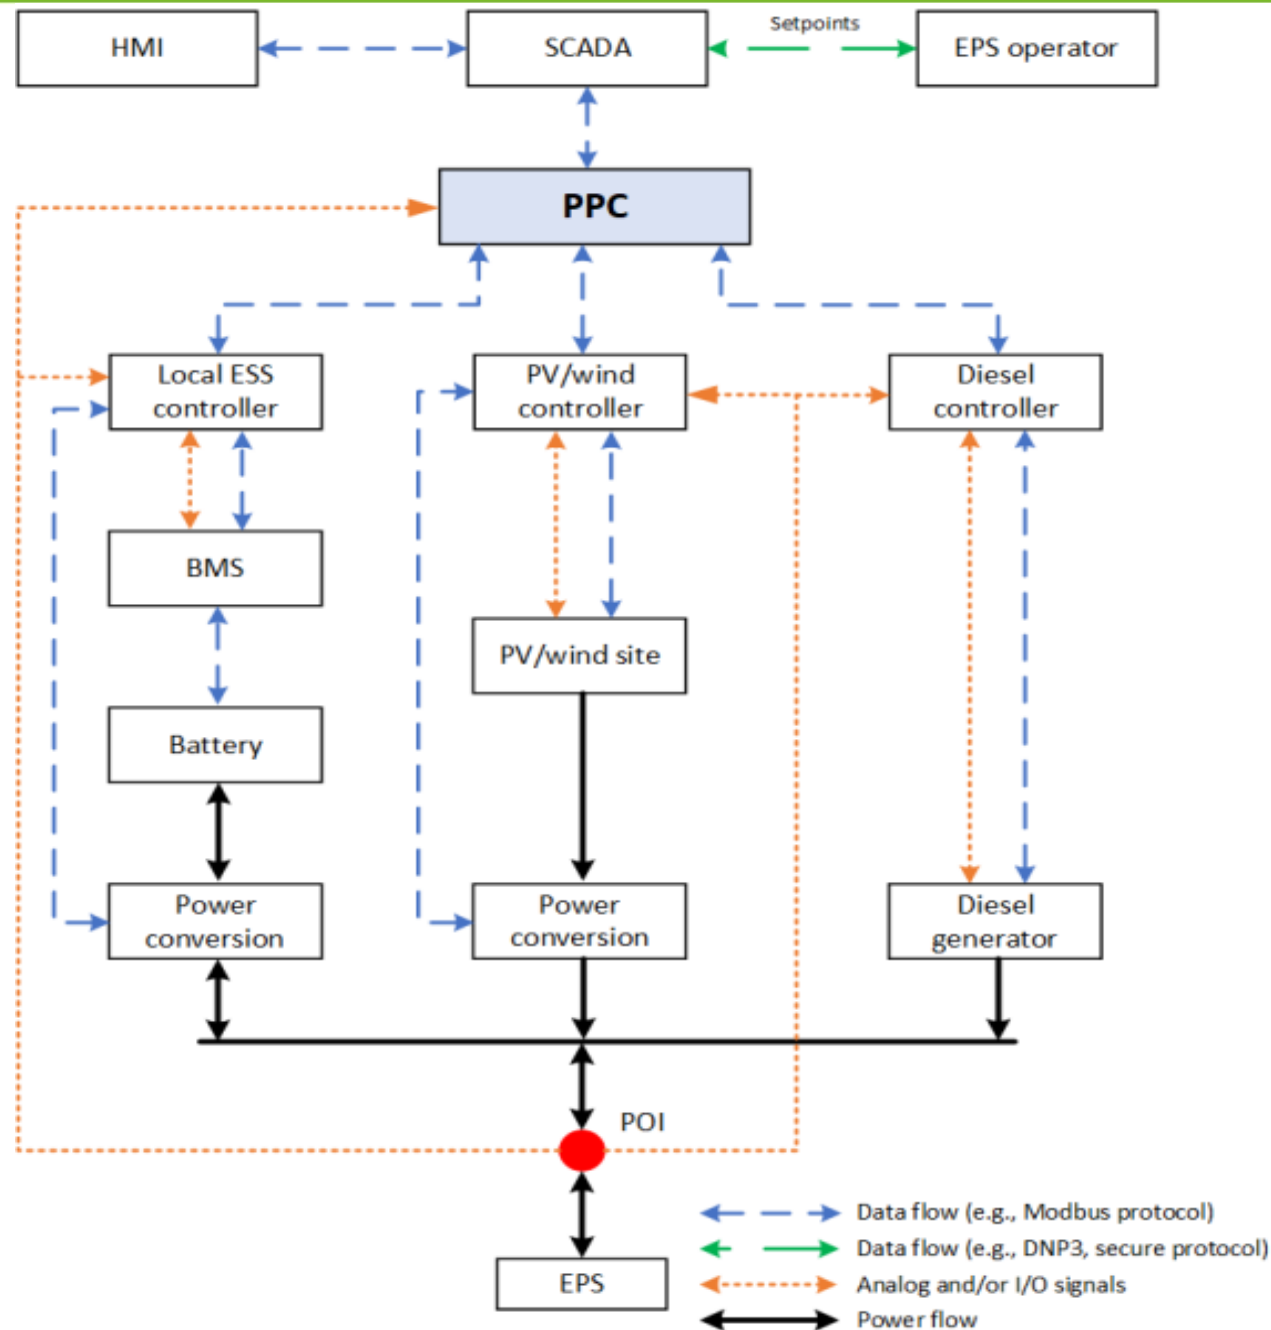 HMI
SCADA
Setpoints
EPS operator
PPC
Local ESS
controller
PV/wind
controller
Diesel
controller
BMS
PV/wind site
Battery
Power
conversion
Power
conversion
Diesel
generator
POI
EPS
Data flow (e.g., Modbus protocol)
Data flow (e.g., DNP3, secure protocol)
Analog and/or I/O signals
Power flow